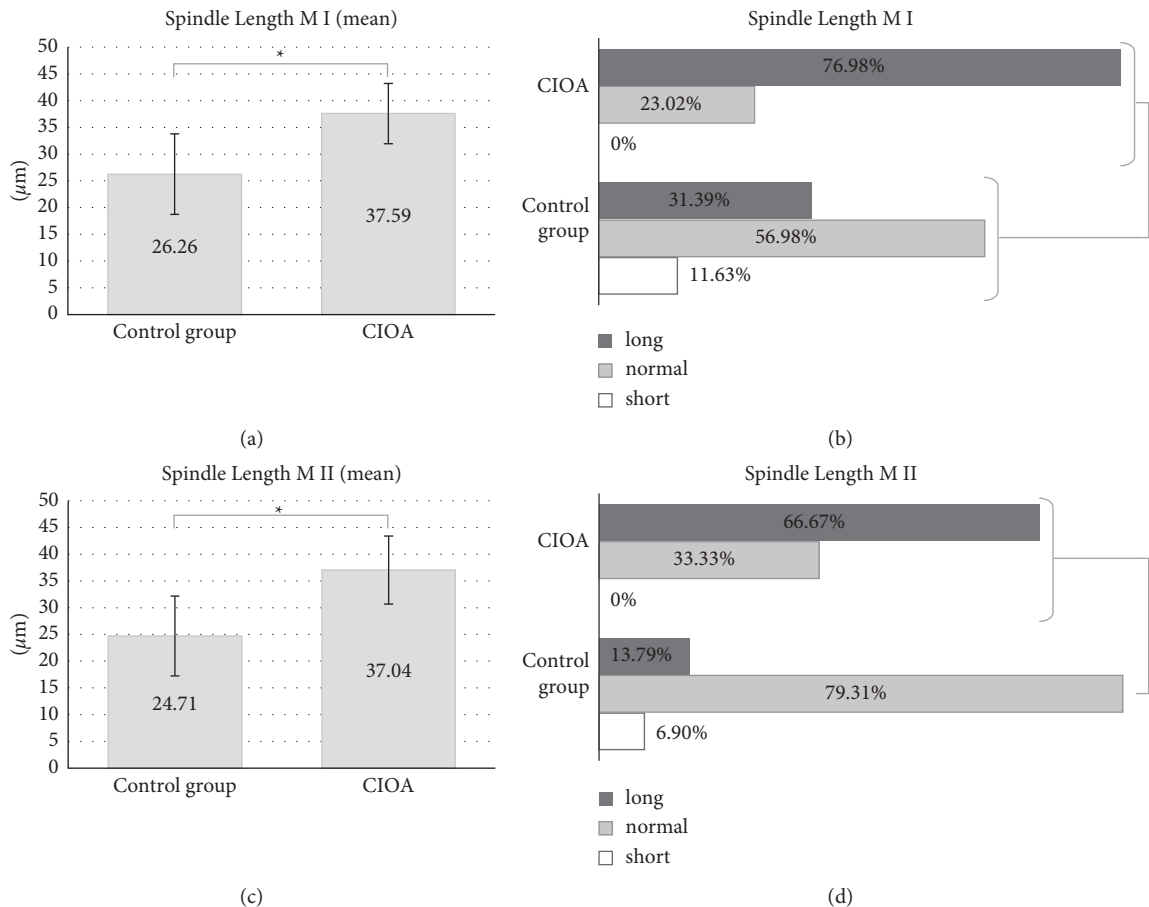 Spindle Length M I (mean)
50
45
40
35
30
25
20
15
10
5
0
(μm)
*
26.26
37.59
Control group
CIOA
(a)
Spindle Length M I
CIOA
76.98%
23.02%
0%
Control
group
31.39%
56.98%
11.63%
long
normal
short
(b)
Spindle Length M II (mean)
50
45
40
35
30
25
20
15
10
5
0
(μm)
*
24.71
37.04
Control group
CIOA
(c)
Spindle Length M II
CIOA
66.67%
33.33%
0%
Control
group
13.79%
79.31%
6.90%
long
normal
short
(d)